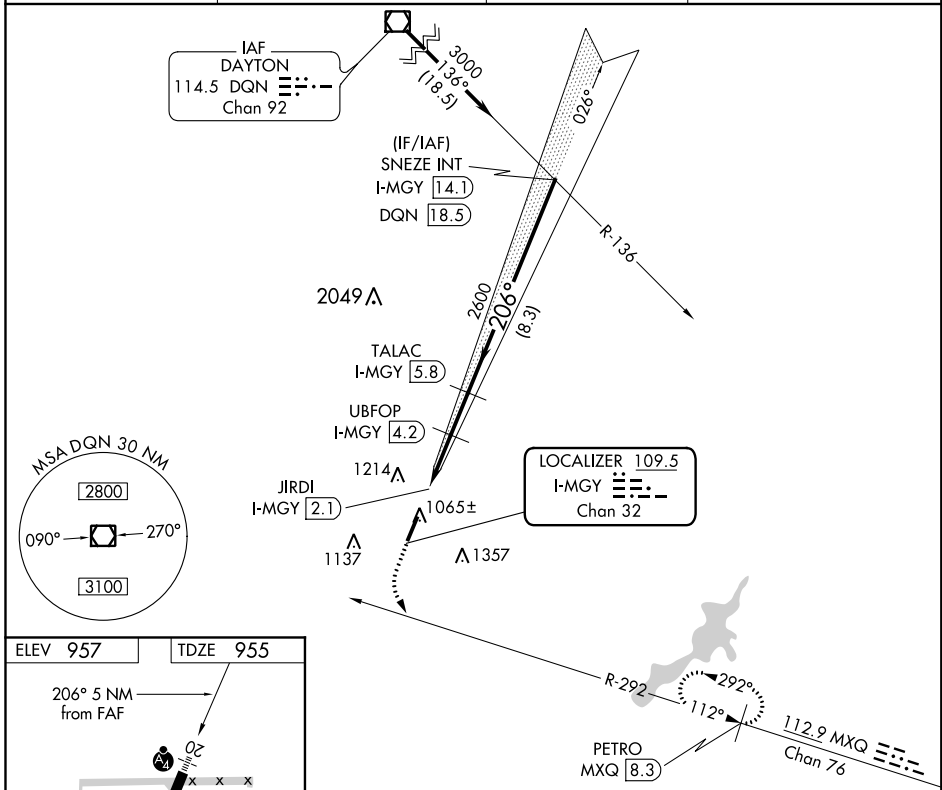 IAF
DAYTON
114.5 DQN
Chan 92
3000
136°
(18.5)
026°
(IF/IAF)
SNEZE INT
I-MGY 14.1
DQN 18.5
R-136
2049
2600
206°
(8.3)
TALAC
I-MGY 5.8
UBFOP
I-MGY 4.2
MSA DQN 30 NM
2800
090°
270°
3100
1214
JIRDI
I-MGY 2.1
1065±
1137
1357
LOCALIZER 109.5
I-MGY
Chan 32
ELEV 957
TDZE 955
206° 5 NM
from FAF
20
A4
X X X
R-292
292°
112°
PETRO
MXQ 8.3
112.9 MXQ
Chan 76